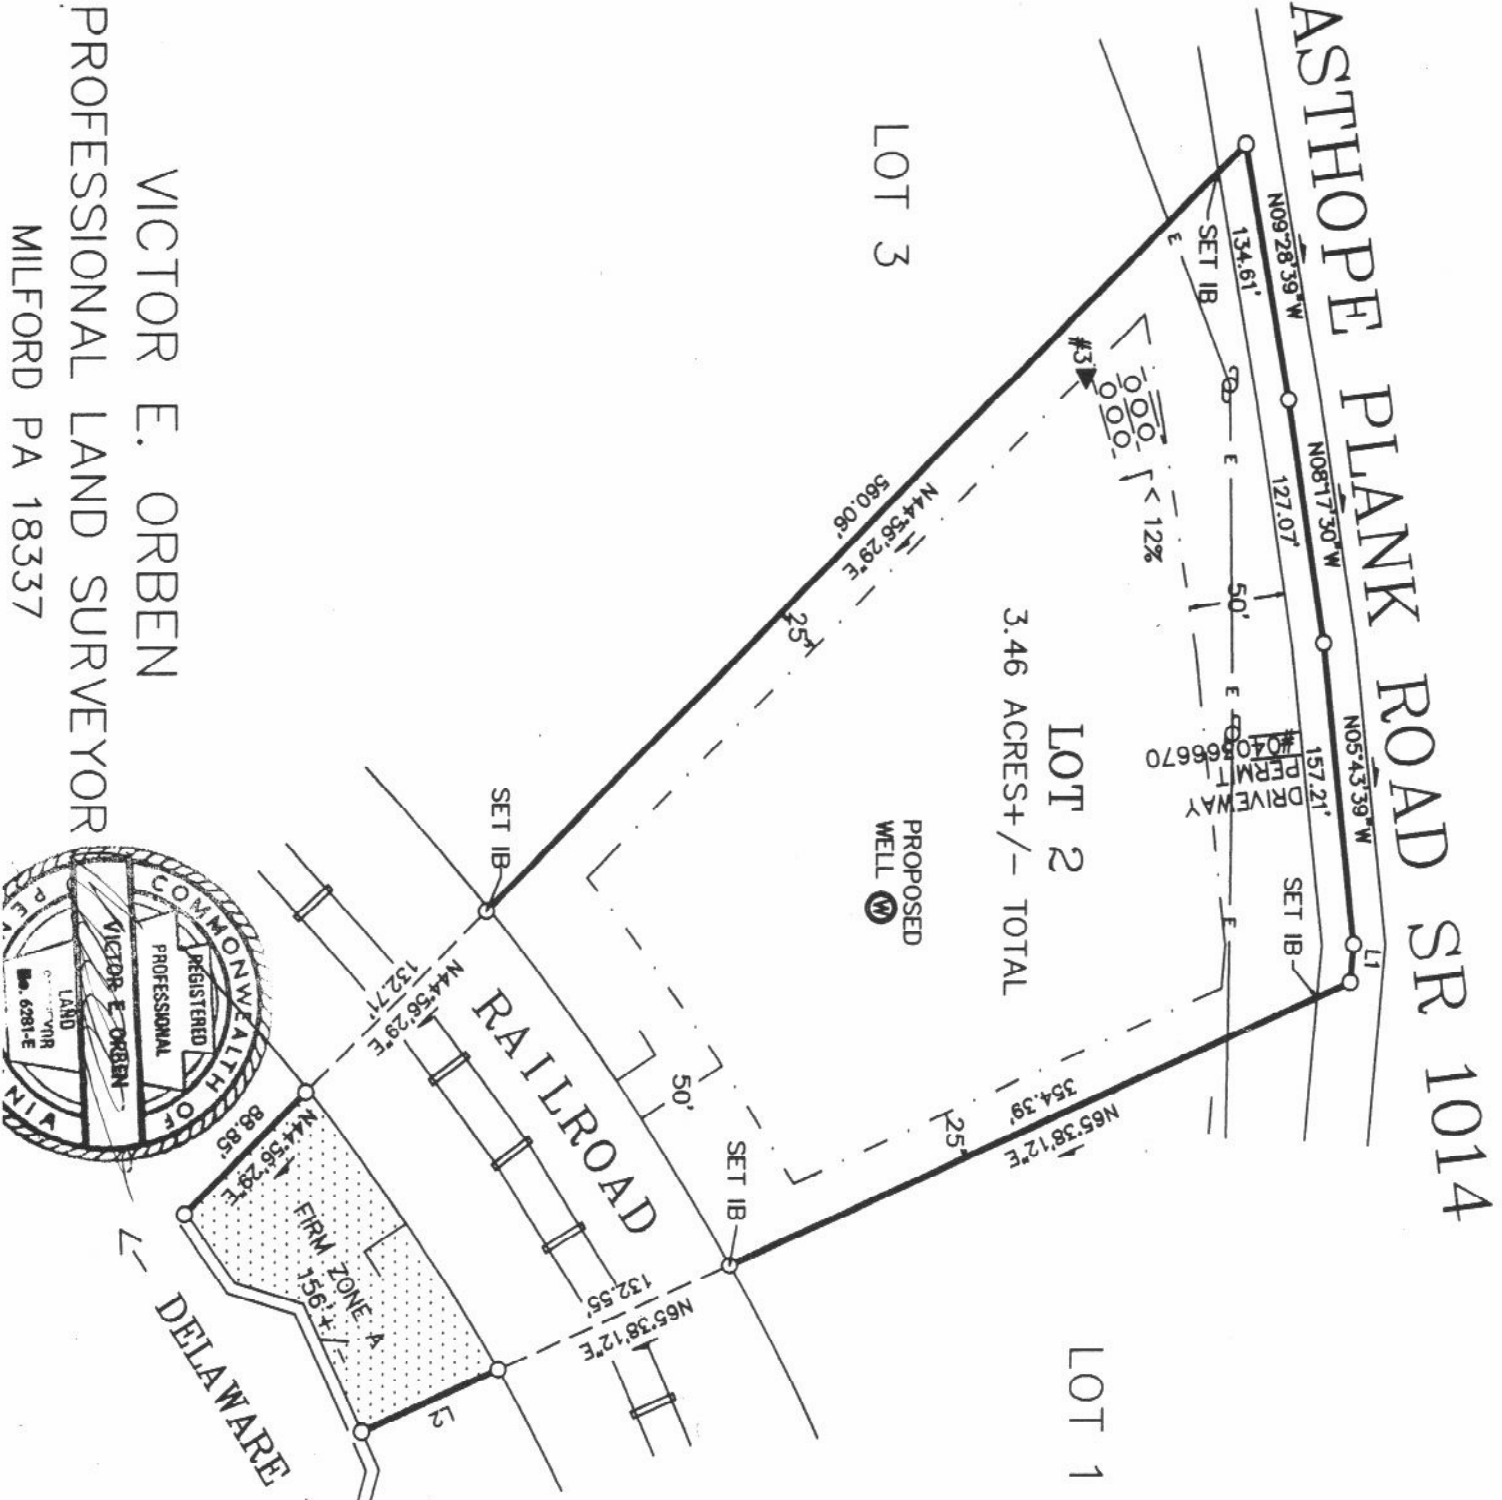 ASTHOPE PLANK ROAD SR 1014
N09°28'39"W
134.61'
N08°17'30"W
127.07'
N05°43'39"W
157.21'
L1
SET IB
SET IB
E
E
E
E
50'
DRIVEWAY
PERMIT
#04056670
< 12%
#3
LOT 3
LOT 2
3.46 ACRES+/- TOTAL
PROPOSED
WELL W
N44°56'29"E
560.06'
25'
354.39'
N65°38'12"E
25'
50'
SET IB
SET IB
RAILROAD
N44°56'29"E
132.71'
132.55'
N65°38'12"E
N44°56'29"E
88.85'
FIRM ZONE A
156'+/-
L2
LOT 1
DELAWARE
VICTOR E. ORBEN
PROFESSIONAL LAND SURVEYOR
MILFORD PA 18337
COMMONWEALTH OF
REGISTERED
PROFESSIONAL
VICTOR E. ORBEN
LAND
No. 6281-E